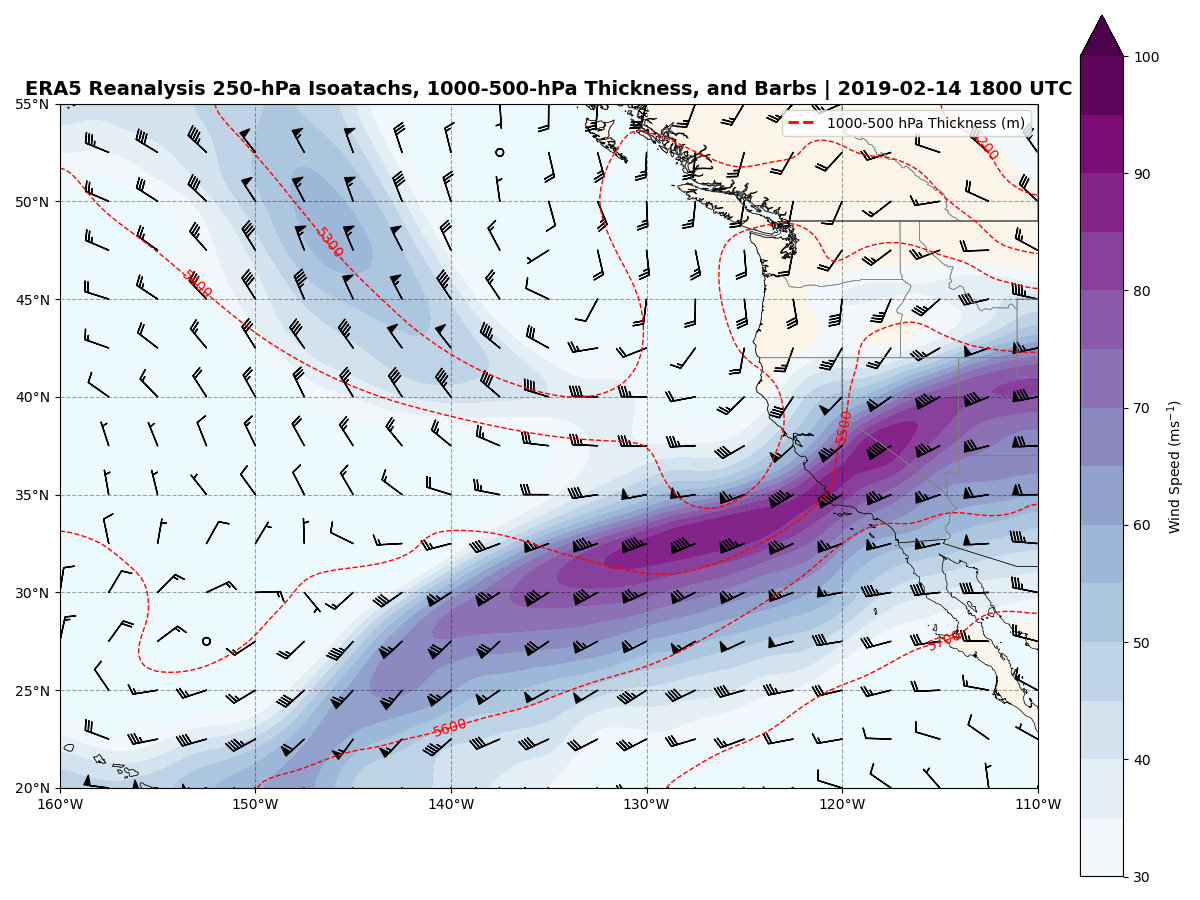 ERA5 Reanalysis 250-hPa Isoatachs, 1000-500-hPa Thickness, and Barbs | 2019-02-14 1800 UTC
1000-500 hPa Thickness (m)
55°N
50°N
45°N
40°N
35°N
30°N
25°N
20°N
160°W
150°W
140°W
130°W
120°W
110°W
5300
5400
5500
5600
5700
100
90
80
70
60
50
40
30
Wind Speed (ms⁻¹)